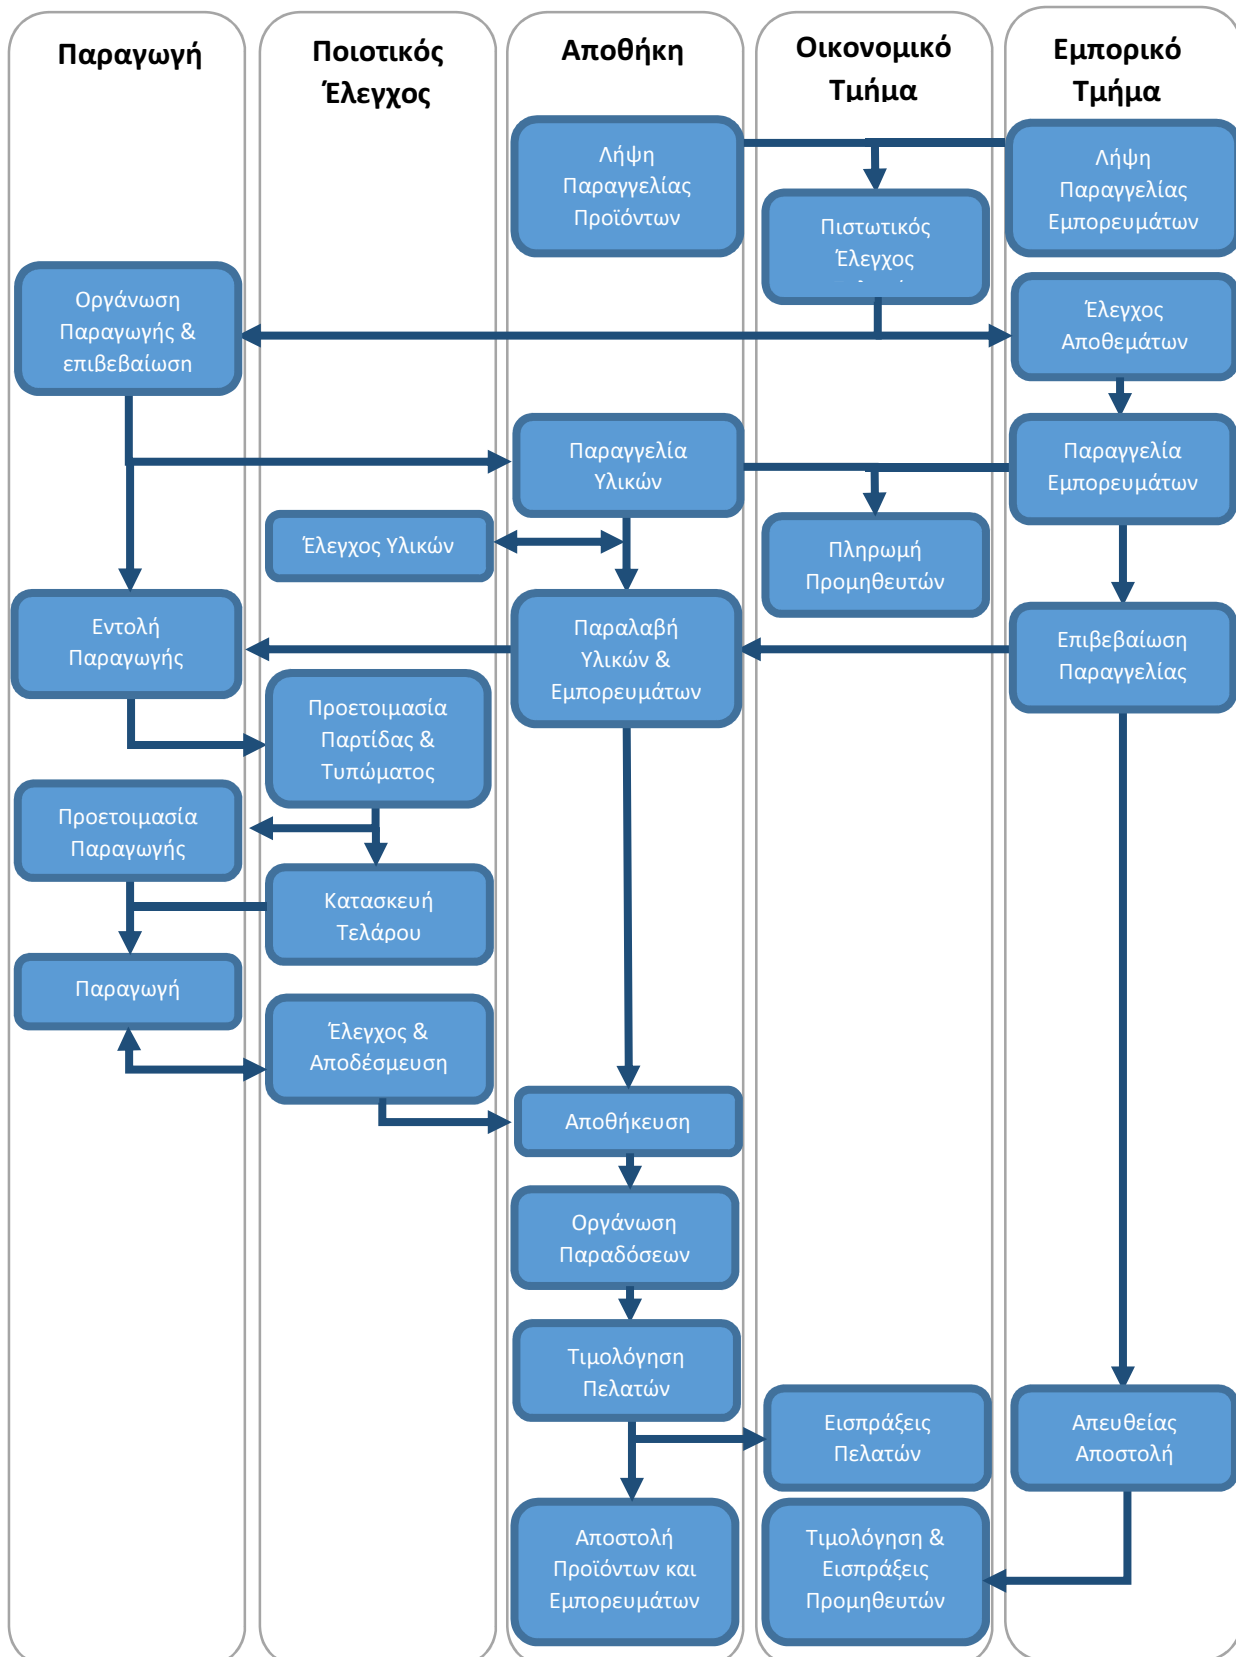 Παραγωγή
Ποιοτικός
Έλεγχος
Αποθήκη
Οικονομικό
Τμήμα
Εμπορικό
Τμήμα
Λήψη
Παραγγελίας
Προϊόντων
Λήψη
Παραγγελίας
Εμπορευμάτων
Πιστωτικός
Έλεγχος
Οργάνωση
Παραγωγής &
επιβεβαίωση
Έλεγχος
Αποθεμάτων
Παραγγελία
Υλικών
Παραγγελία
Εμπορευμάτων
Έλεγχος Υλικών
Πληρωμή
Προμηθευτών
Εντολή
Παραγωγής
Παραλαβή
Υλικών &
Εμπορευμάτων
Επιβεβαίωση
Παραγγελίας
Προετοιμασία
Παρτίδας &
Τυπώματος
Προετοιμασία
Παραγωγής
Κατασκευή
Τελάρου
Παραγωγή
Έλεγχος &
Αποδέσμευση
Αποθήκευση
Οργάνωση
Παραδόσεων
Τιμολόγηση
Πελατών
Εισπράξεις
Πελατών
Απευθείας
Αποστολή
Αποστολή
Προϊόντων και
Εμπορευμάτων
Τιμολόγηση &
Εισπράξεις
Προμηθευτών